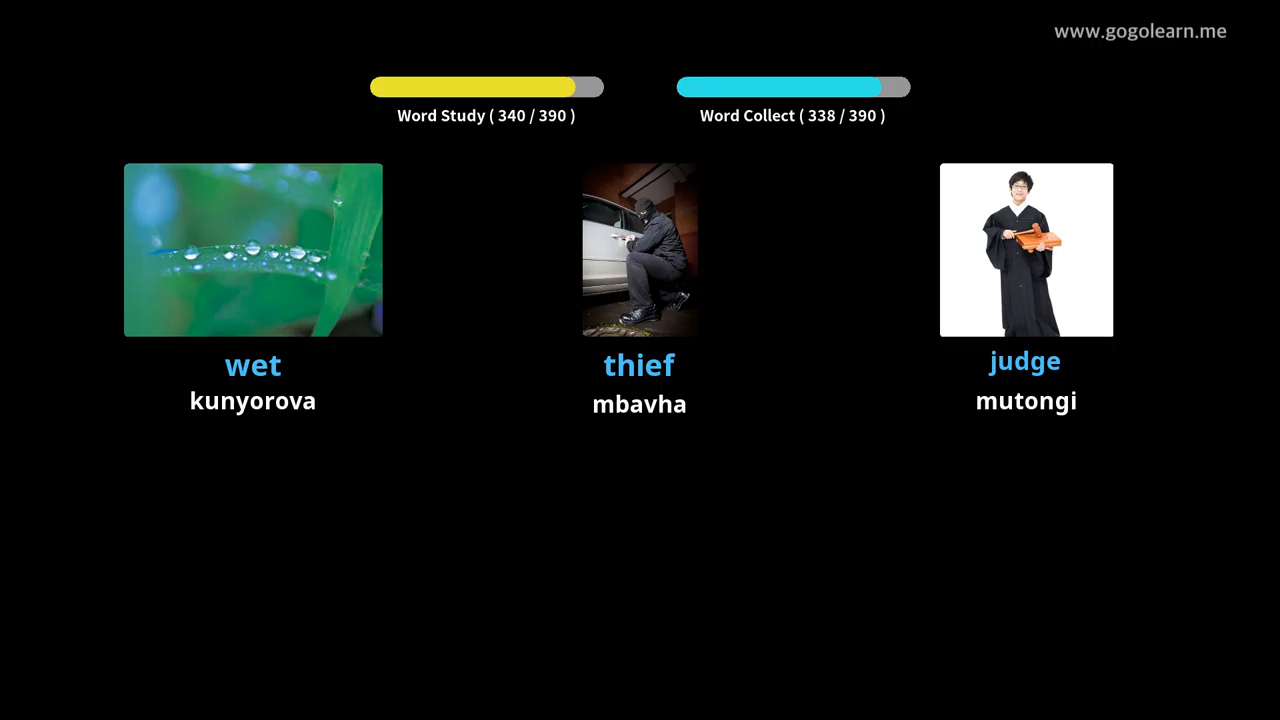 www.gogolearn.me
Word Study ( 340 / 390 )
Word Collect ( 338 / 390 )
wet
kunyorova
thief
mbavha
judge
mutongi